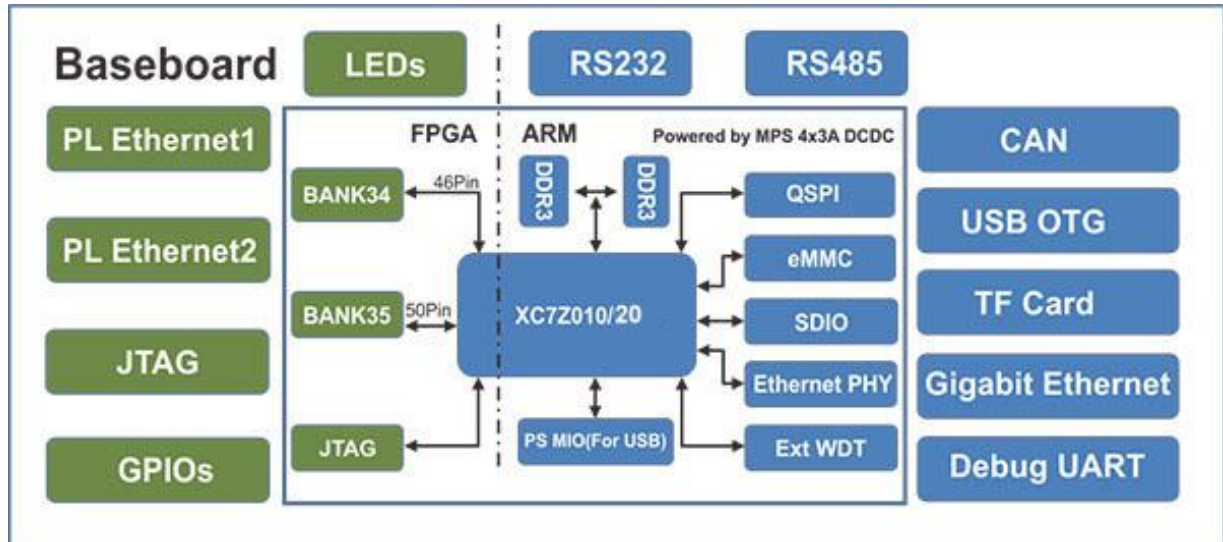 Baseboard
LEDs
RS232
RS485
PL Ethernet1
PL Ethernet2
JTAG
GPIOs
FPGA
ARM
Powered by MPS 4x3A DCDC
BANK34
46Pin
DDR3
DDR3
QSPI
eMMC
BANK35
50Pin
XC7Z010/20
SDIO
Ethernet PHY
JTAG
PS MIO(For USB)
Ext WDT
CAN
USB OTG
TF Card
Gigabit Ethernet
Debug UART